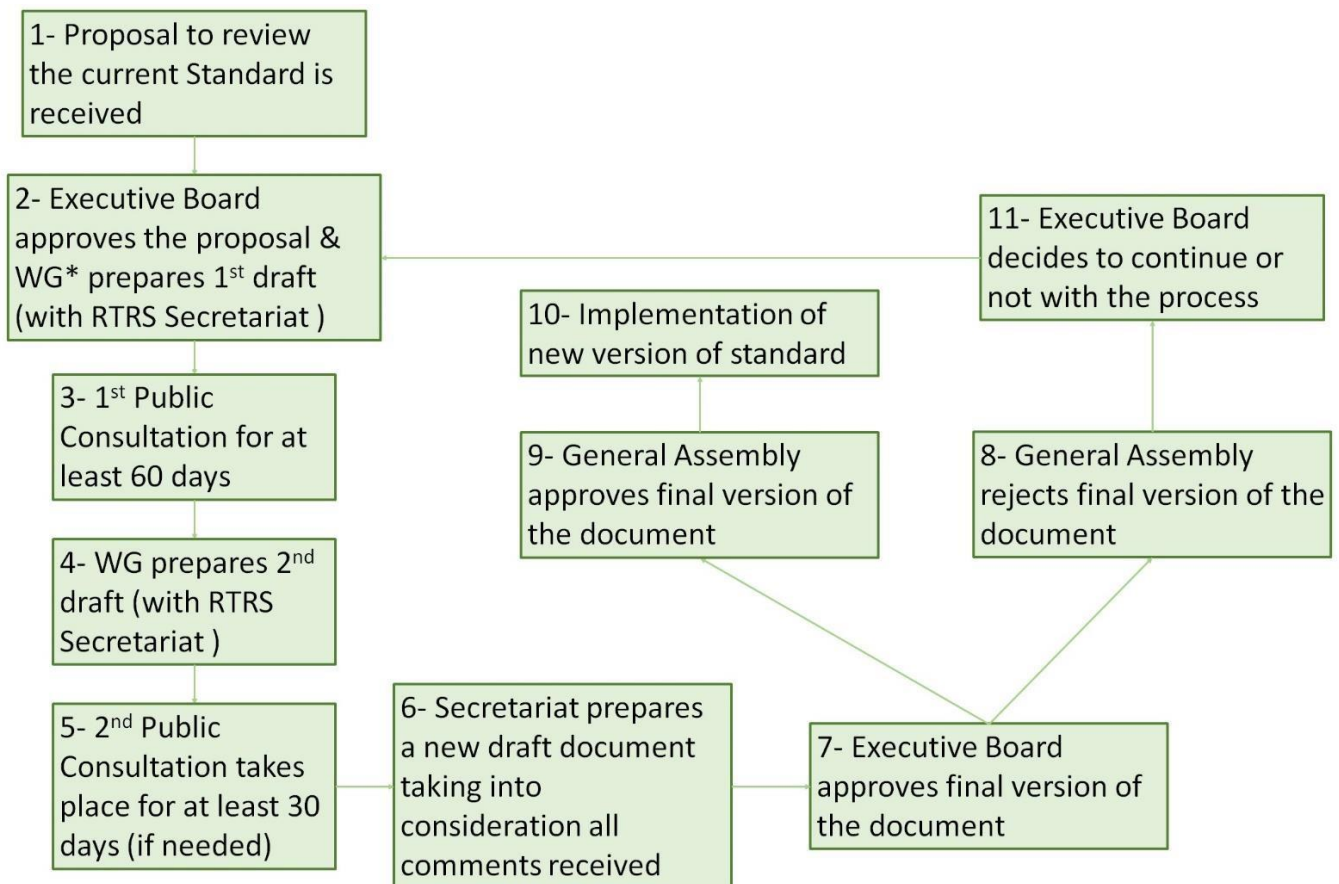 1- Proposal to review
the current Standard is
received
2- Executive Board
approves the proposal &
WG* prepares 1st draft
(with RTRS Secretariat )
3- 1st Public
Consultation for at
least 60 days
4- WG prepares 2nd
draft (with RTRS
Secretariat )
5- 2nd Public
Consultation takes
place for at least 30
days (if needed)
6- Secretariat prepares
a new draft document
taking into
consideration all
comments received
7- Executive Board
approves final version of
the document
8- General Assembly
rejects final version of the
document
9- General Assembly
approves final version of
the document
10- Implementation of
new version of standard
11- Executive Board
decides to continue or
not with the process